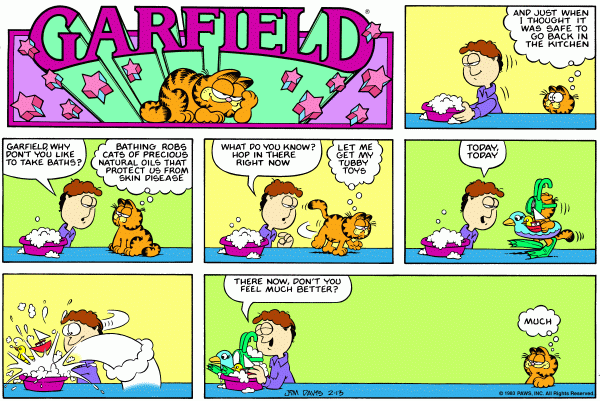 GARFIELD
®
AND JUST WHEN
I THOUGHT IT
WAS SAFE TO
GO BACK IN
THE KITCHEN
GARFIELD, WHY
DON'T YOU LIKE
TO TAKE BATHS?
BATHING ROBS
CATS OF PRECIOUS
NATURAL OILS THAT
PROTECT US FROM
SKIN DISEASE
WHAT DO YOU KNOW?
HOP IN THERE
RIGHT NOW
LET ME
GET MY
TUBBY
TOYS
TODAY,
TODAY
THERE NOW, DON'T YOU
FEEL MUCH BETTER?
MUCH
JIM DAVIS 2-13
© 1983 PAWS, INC. All Rights Reserved.